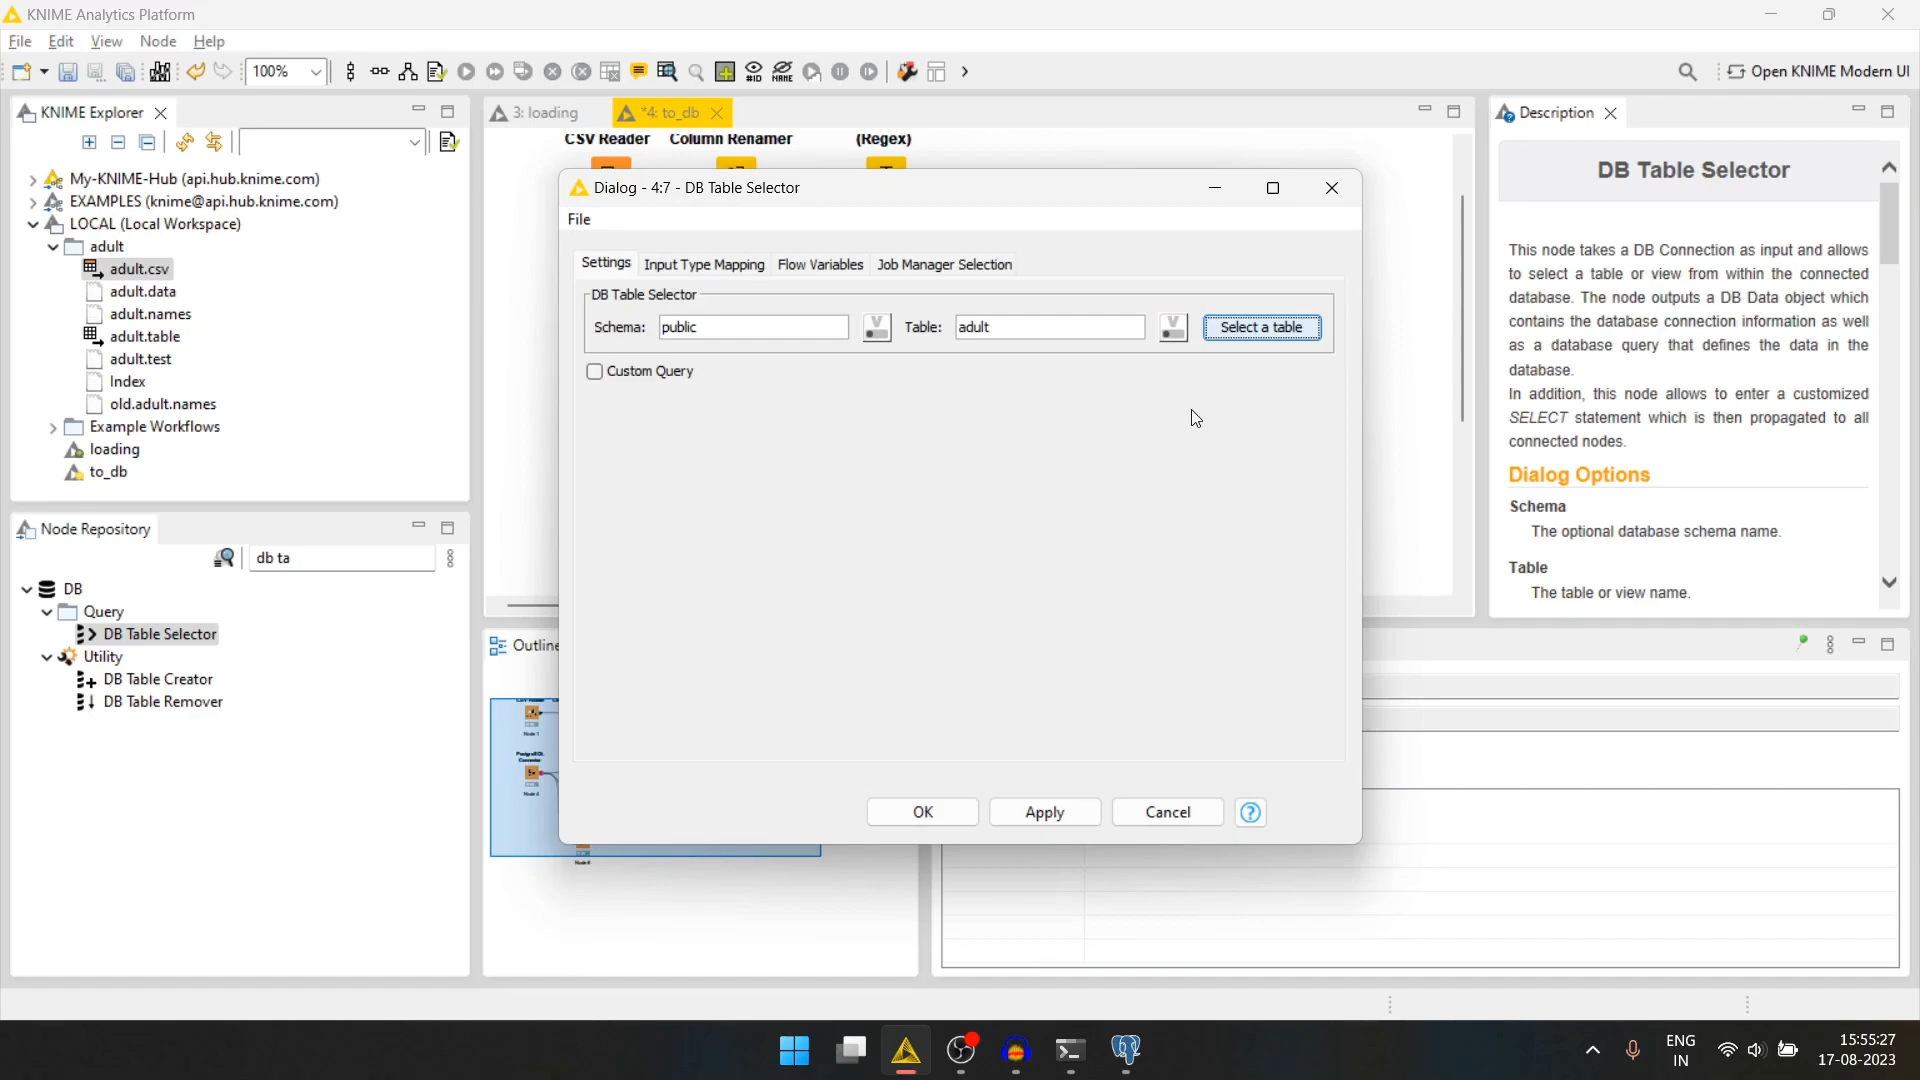 KNIME Analytics Platform
File Edit View Node Help
100%
Open KNIME Modern UI
KNIME Explorer
My-KNIME-Hub (api.hub.knime.com)
EXAMPLES (knime@api.hub.knime.com)
LOCAL (Local Workspace)
adult
adult.csv
adult.data
adult.names
adult.table
adult.test
Index
old.adult.names
Example Workflows
loading
to_db
Node Repository
db ta
DB
Query
DB Table Selector
Utility
DB Table Creator
DB Table Remover
3: loading
*4: to_db
CSV Reader Column Renamer (Regex)
Dialog - 4:7 - DB Table Selector
File
Settings Input Type Mapping Flow Variables Job Manager Selection
DB Table Selector
Schema: public Table: adult Select a table
Custom Query
OK Apply Cancel
Outline
Node 1
PostgreSQL
Connector
Description
DB Table Selector
This node takes a DB Connection as input and allows
to select a table or view from within the connected
database. The node outputs a DB Data object which
contains the database connection information as well
as a database query that defines the data in the
database.
In addition, this node allows to enter a customized
SELECT statement which is then propagated to all
connected nodes.
Dialog Options
Schema
The optional database schema name.
Table
The table or view name.
ENG
IN
15:55:27
17-08-2023